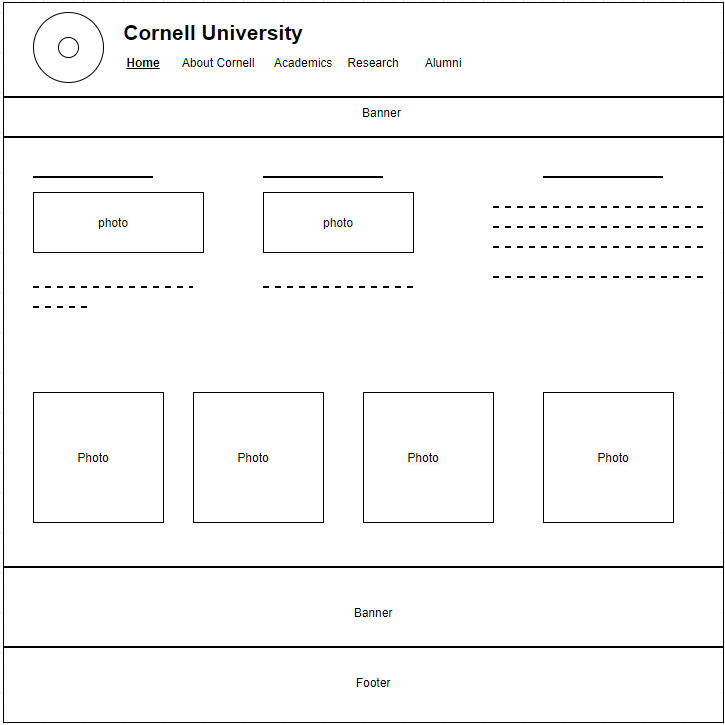 Cornell University
Home About Cornell Academics Research Alumni
Banner
photo photo
Photo Photo Photo Photo
Banner
Footer